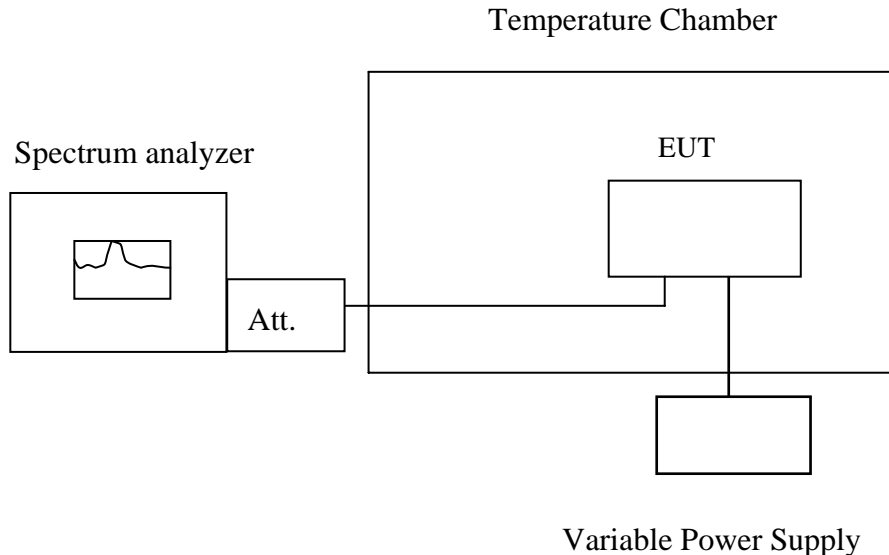 Temperature Chamber
Spectrum analyzer
EUT
Att.
Variable Power Supply